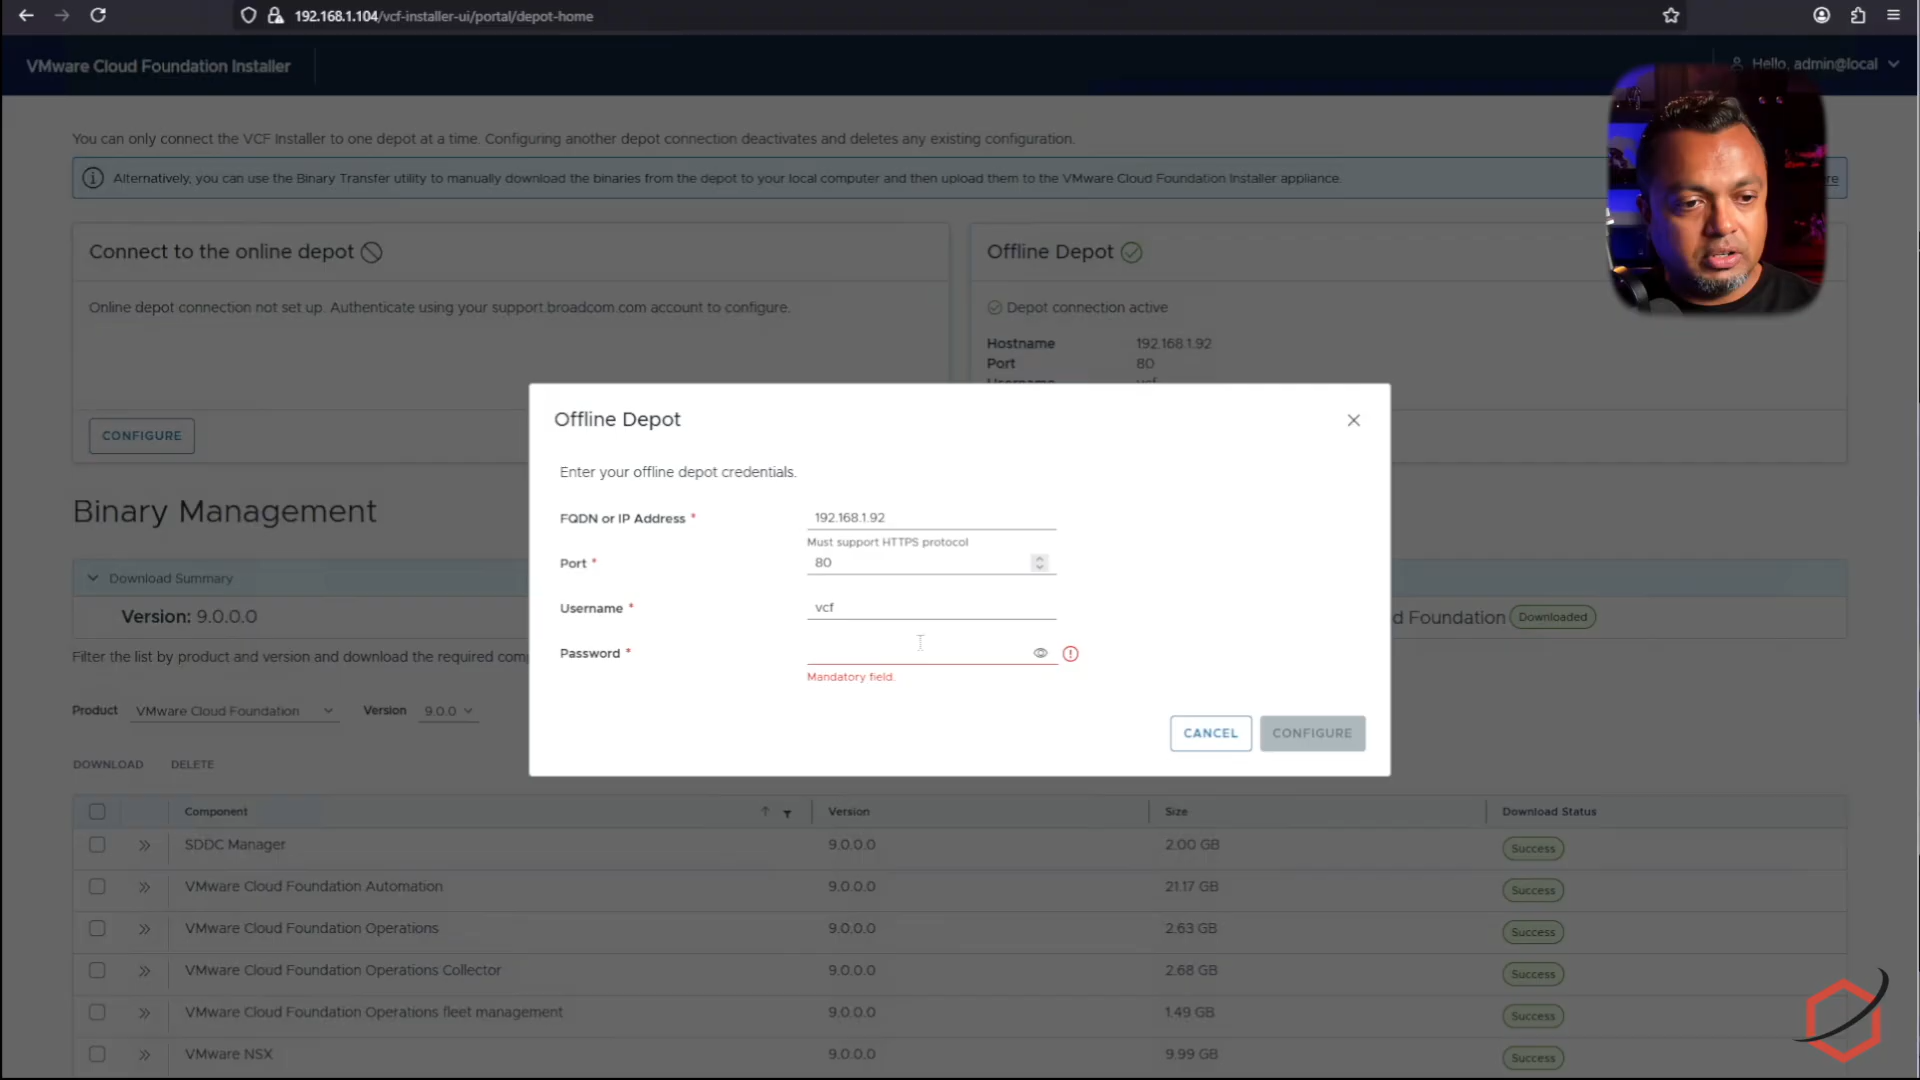 192.168.1.104/vcf-installer-ui/portal/depot-home
VMware Cloud Foundation Installer
Hello, admin@local
You can only connect the VCF Installer to one depot at a time. Configuring another depot connection deactivates and deletes any existing configuration.
Alternatively, you can use the Binary Transfer utility to manually download the binaries from the depot to your local computer and then upload them to the VMware Cloud Foundation Installer appliance.
Connect to the online depot
Online depot connection not set up. Authenticate using your support.broadcom.com account to configure.
CONFIGURE
Offline Depot
Depot connection active
Hostname 192.168.1.92
Port 80
Offline Depot
Enter your offline depot credentials.
FQDN or IP Address * 192.168.1.92
Must support HTTPS protocol
Port * 80
Username * vcf
Password *
Mandatory field.
CANCEL CONFIGURE
Binary Management
Download Summary
Version: 9.0.0.0
d Foundation Downloaded
Filter the list by product and version and download the required
Product VMware Cloud Foundation Version 9.0.0
DOWNLOAD DELETE
Component Version Size Download Status
SDDC Manager 9.0.0.0 2.00 GB Success
VMware Cloud Foundation Automation 9.0.0.0 21.17 GB Success
VMware Cloud Foundation Operations 9.0.0.0 2.63 GB Success
VMware Cloud Foundation Operations Collector 9.0.0.0 2.68 GB Success
VMware Cloud Foundation Operations fleet management 9.0.0.0 1.49 GB Success
VMware NSX 9.0.0.0 9.99 GB Success